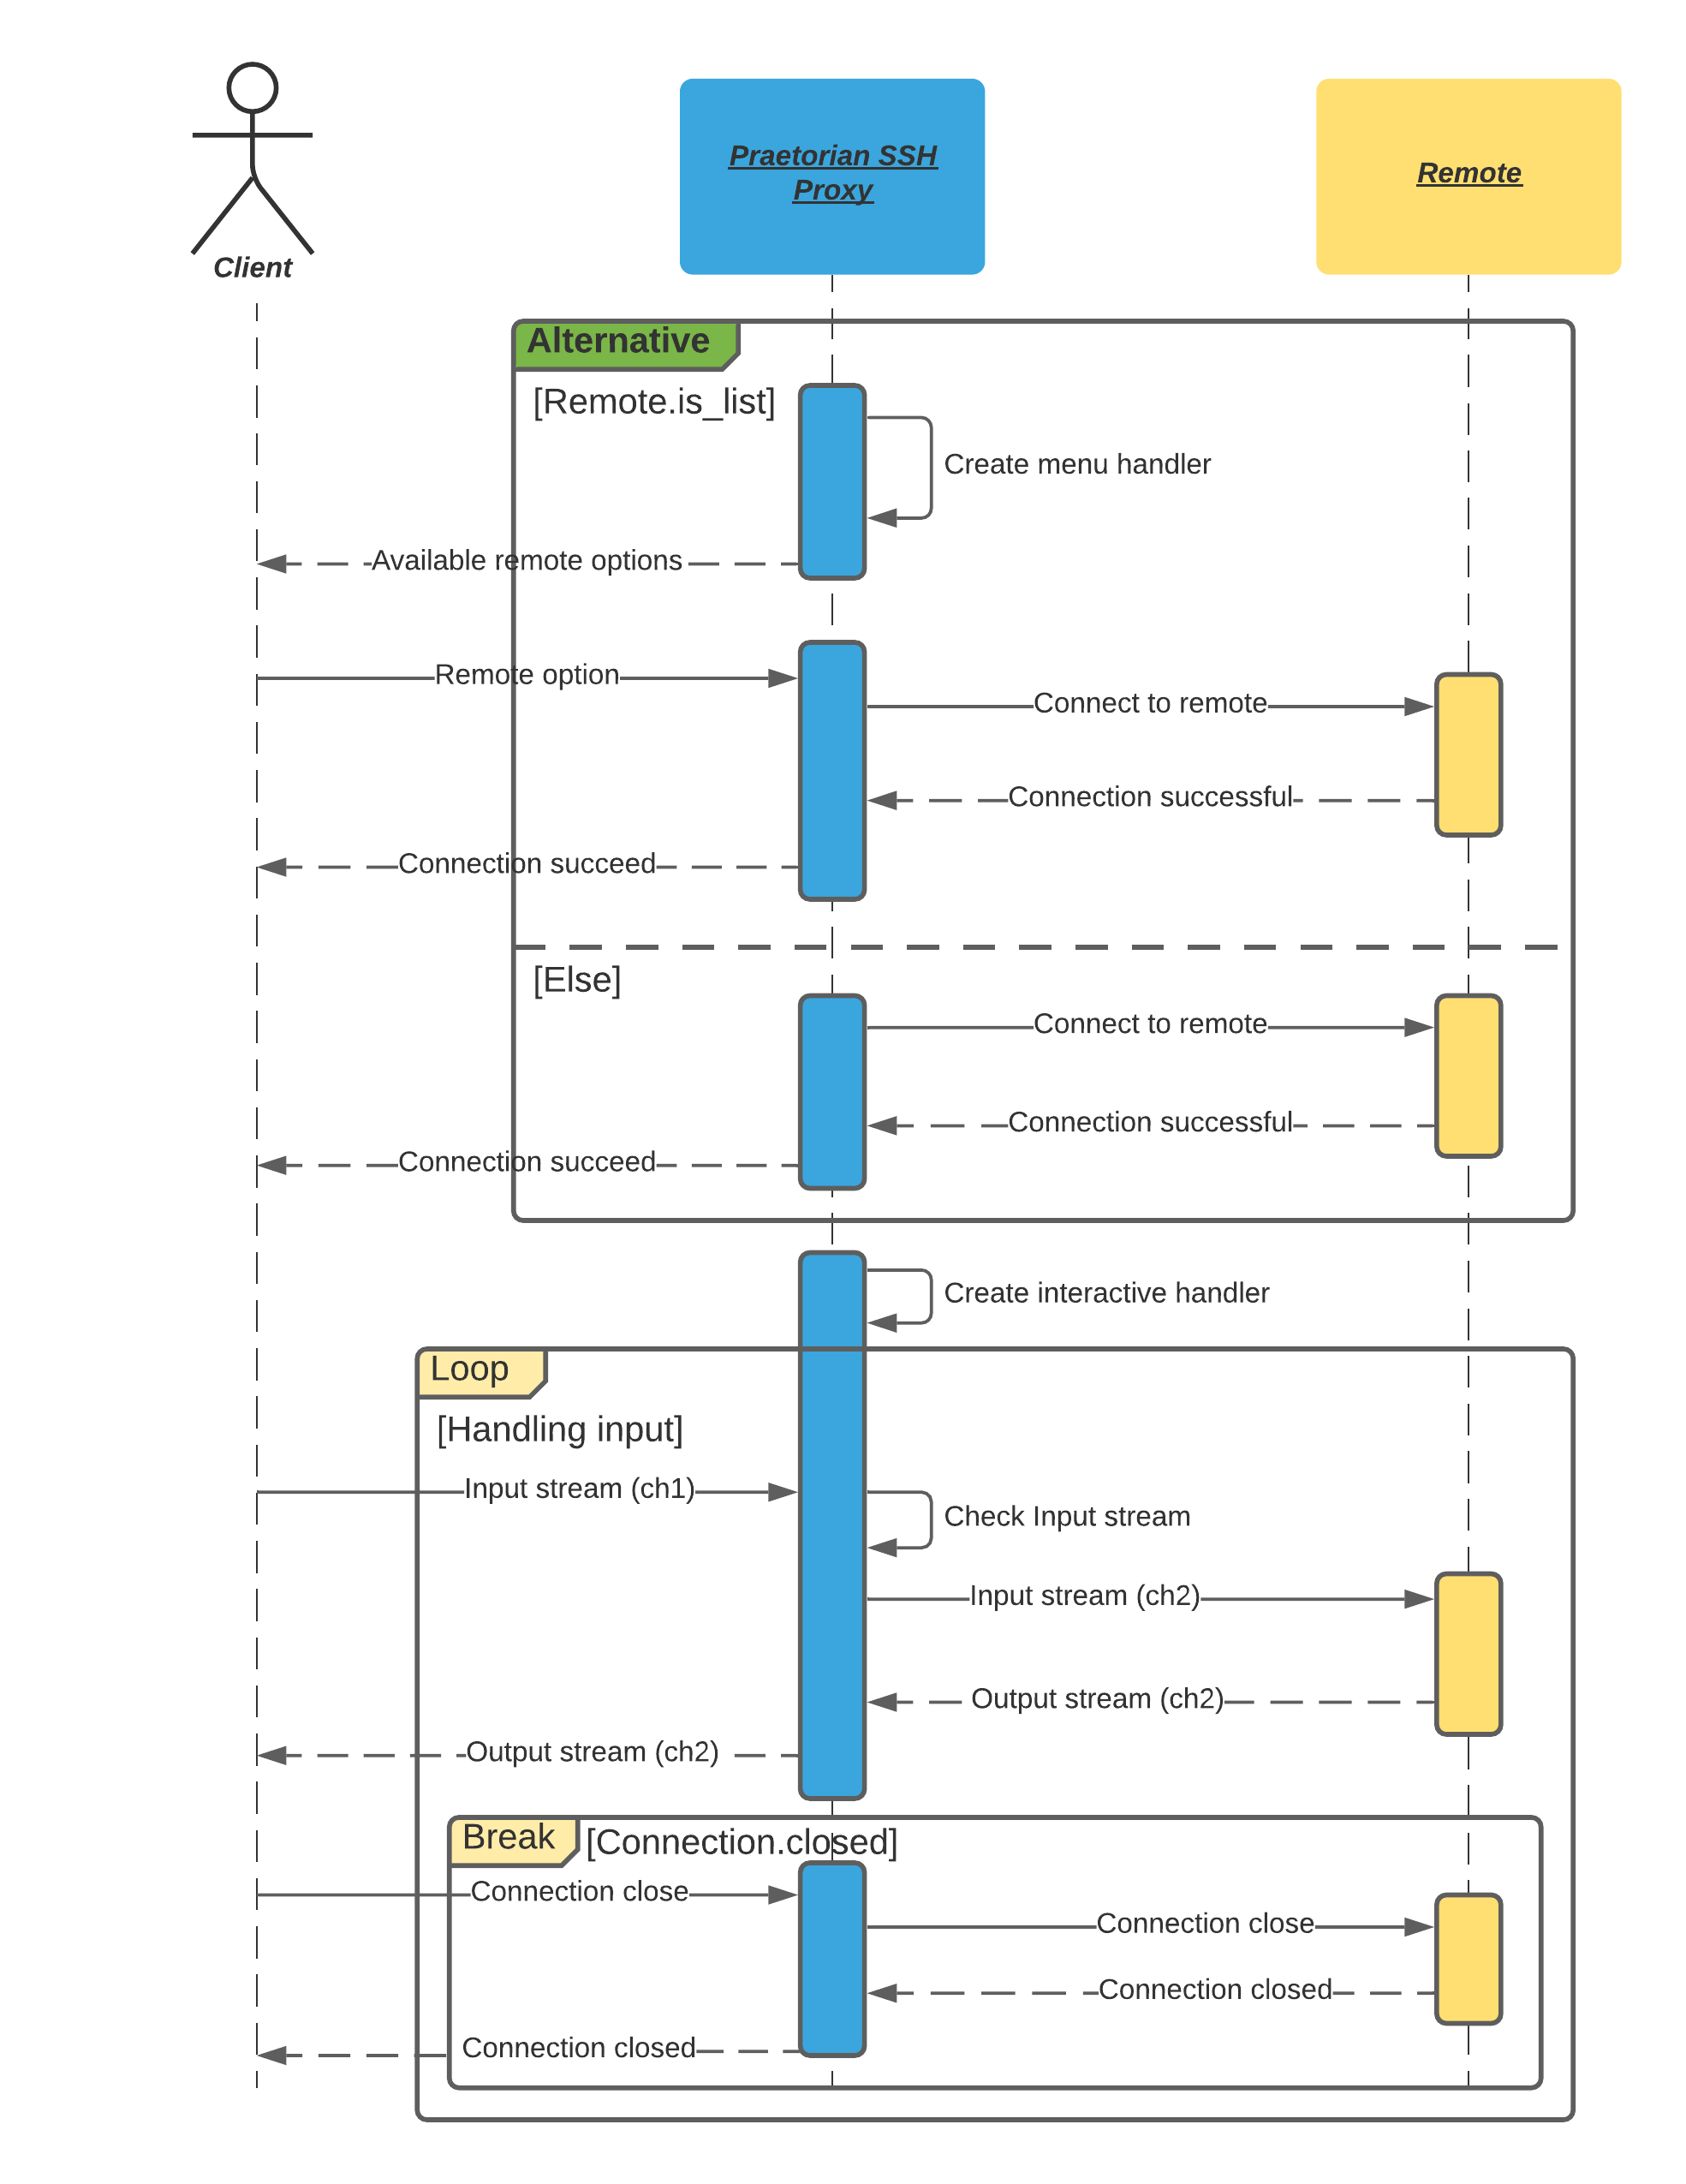 Praetorian SSH
Proxy
Remote
Client
Alternative
[Remote.is_list]
Create menu handler
Available remote options
Remote option
Connect to remote
Connection successful
Connection succeed
[Else]
Connect to remote
Connection successful
Connection succeed
Create interactive handler
Loop
[Handling input]
Input stream (ch1)
Check Input stream
Input stream (ch2)
Output stream (ch2)
Output stream (ch2)
Break
[Connection.closed]
Connection close
Connection close
Connection closed
Connection closed